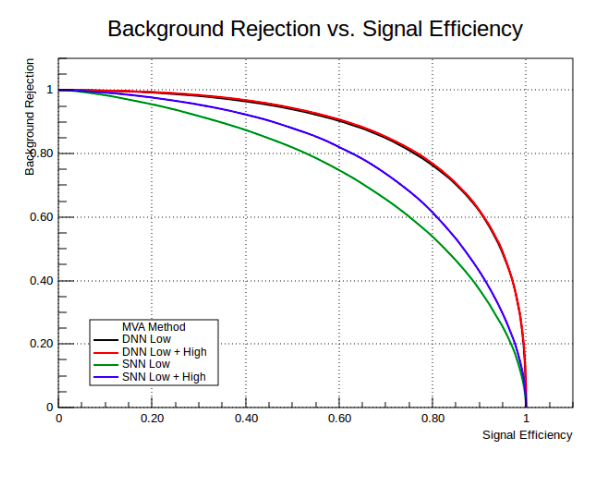 Background Rejection vs. Signal Efficiency
Background Rejection
1
0.80
0.60
0.40
0.20
0
MVA Method
DNN Low
DNN Low + High
SNN Low
SNN Low + High
0 0.20 0.40 0.60 0.80 1
Signal Efficiency